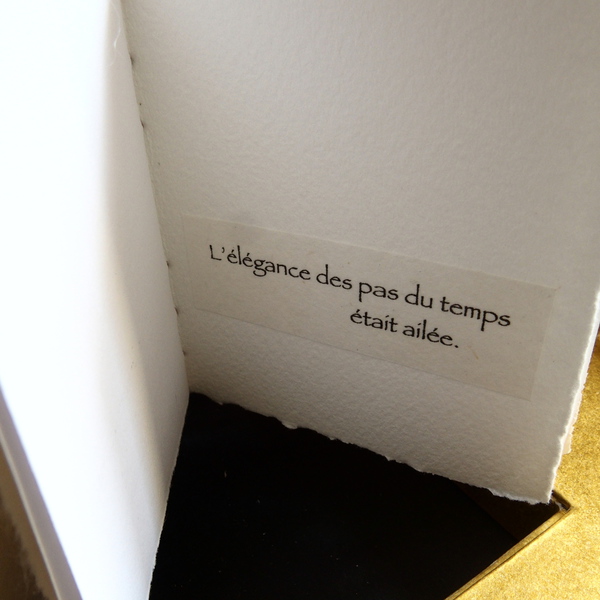 L'élégance des pas du temps
était ailée.